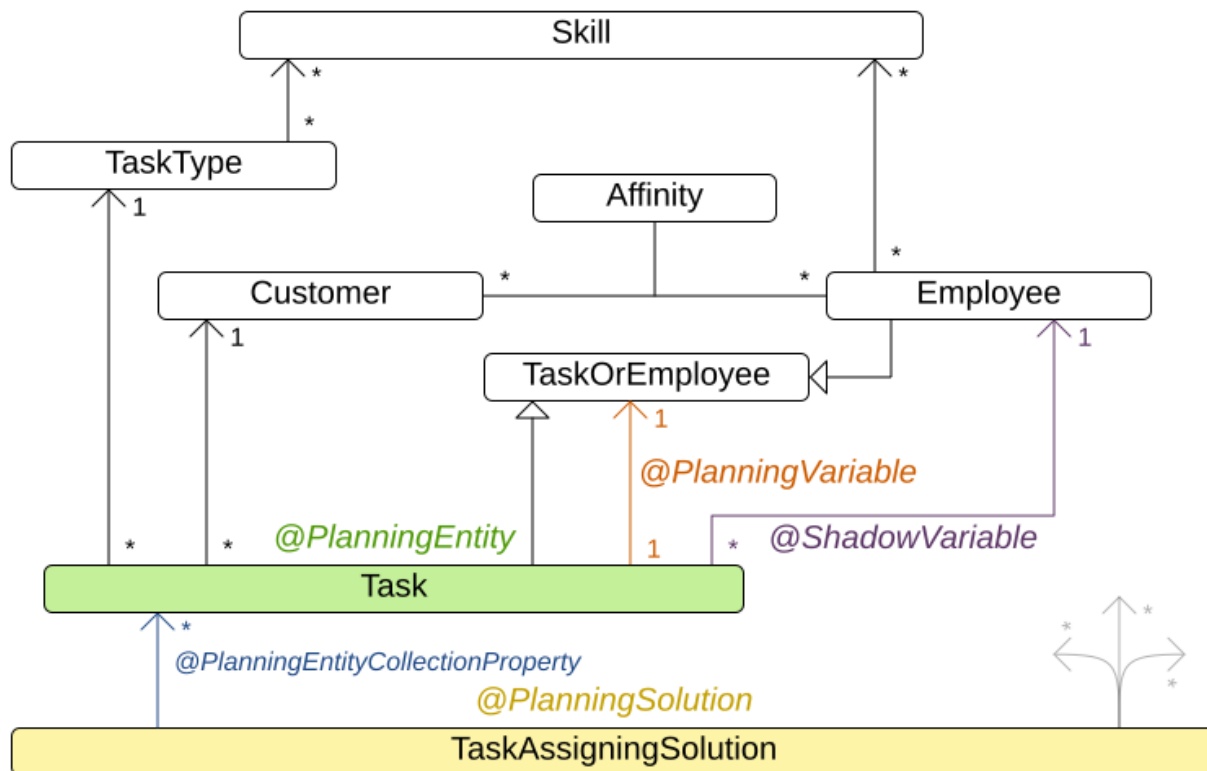 Skill
*
*
*
TaskType
1
Affinity
*
Customer
*
*
Employee
1
1
TaskOrEmployee
1
@PlanningVariable
@PlanningEntity
@ShadowVariable
*
*
1
*
Task
*
*
*
@PlanningEntityCollectionProperty
*
@PlanningSolution
TaskAssigningSolution